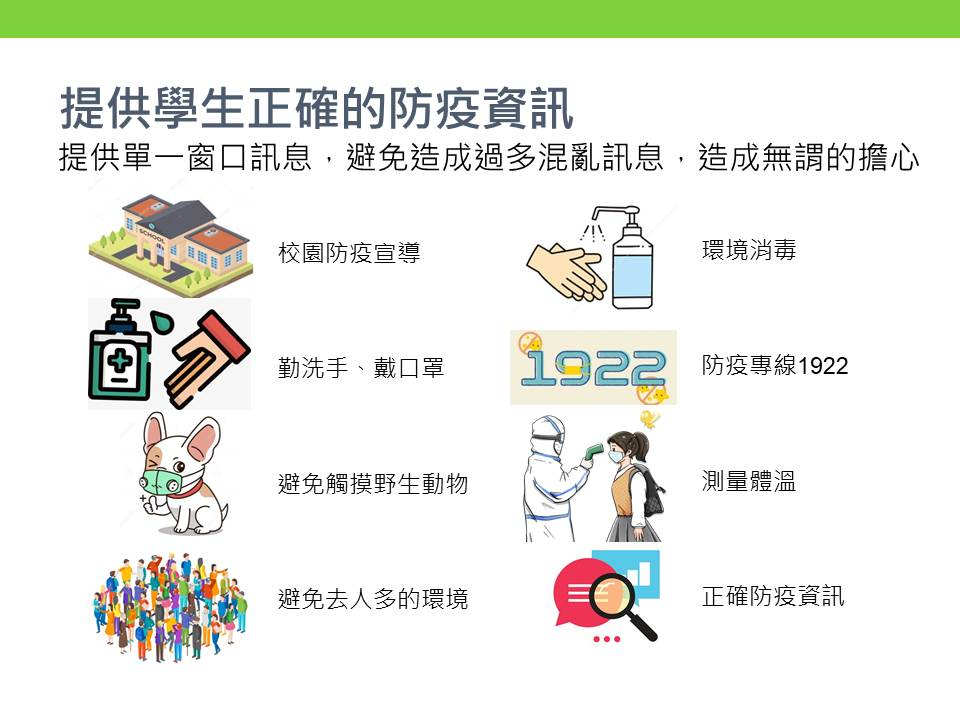 提供學生正確的防疫資訊
提供單一窗口訊息，避免造成過多混亂訊息，造成無謂的擔心
SCHOOL
校園防疫宣導
環境消毒
勤洗手、戴口罩
1922
防疫專線1922
避免觸摸野生動物
測量體溫
避免去人多的環境
正確防疫資訊